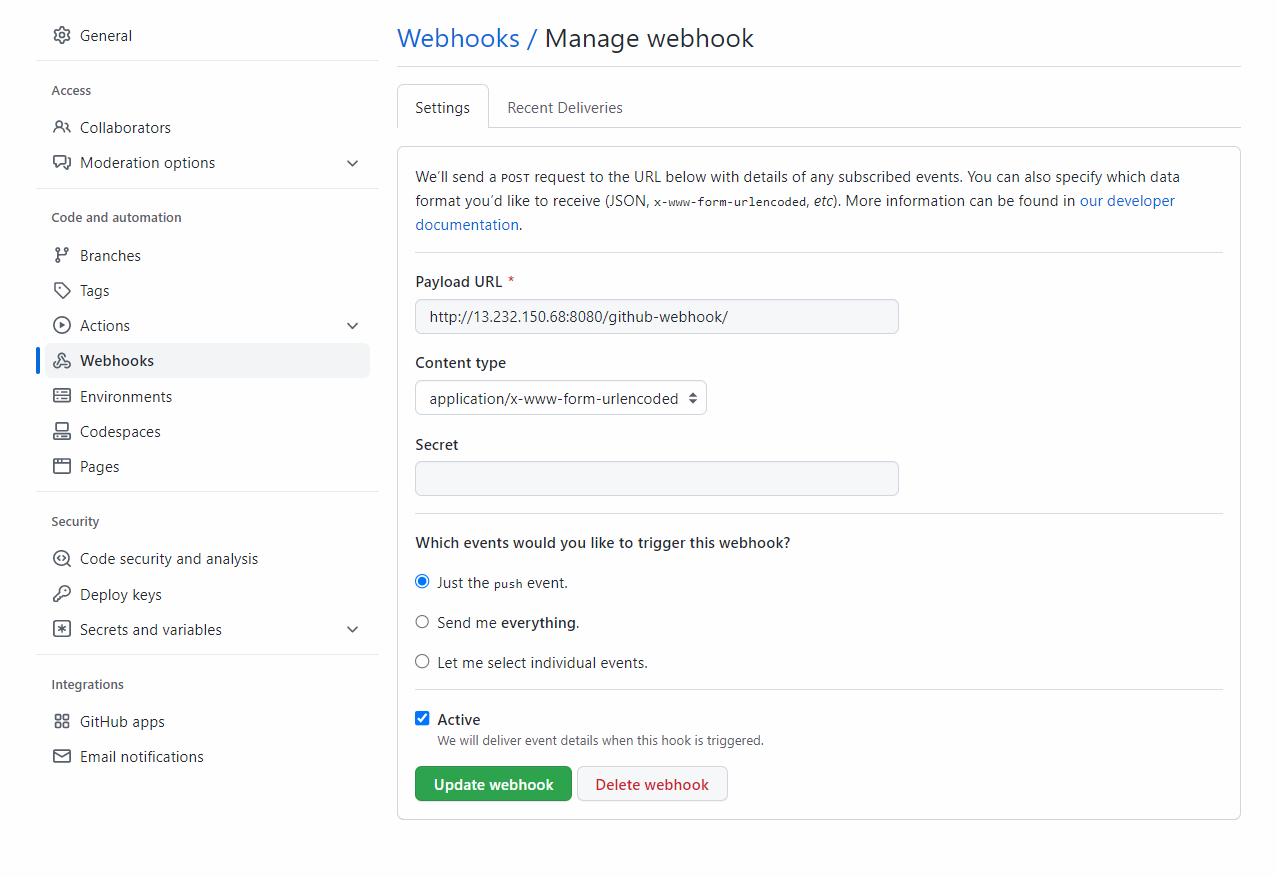 General
Access
Collaborators
Moderation options
Code and automation
Branches
Tags
Actions
Webhooks
Environments
Codespaces
Pages
Security
Code security and analysis
Deploy keys
Secrets and variables
Integrations
GitHub apps
Email notifications
Webhooks / Manage webhook
Settings
Recent Deliveries
We’ll send a POST request to the URL below with details of any subscribed events. You can also specify which data
format you’d like to receive (JSON, x-www-form-urlencoded, etc). More information can be found in our developer
documentation.
Payload URL *
http://13.232.150.68:8080/github-webhook/
Content type
application/x-www-form-urlencoded
Secret
Which events would you like to trigger this webhook?
Just the push event.
Send me everything.
Let me select individual events.
Active
We will deliver event details when this hook is triggered.
Update webhook
Delete webhook